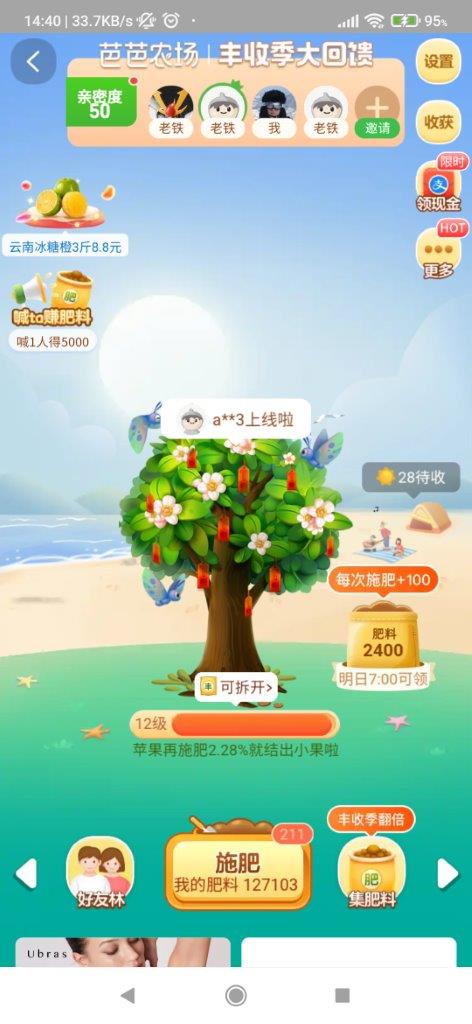 14:40 | 33.7KB/s
95%
芭芭农场 | 丰收季大回馈
设置
亲密度
50
老铁
老铁
我
老铁
邀请
收获
限时
领现金
HOT
更多
云南冰糖橙3斤8.8元
肥
喊ta赚肥料
喊1人得5000
a**3上线啦
28待收
每次施肥+100
肥料
2400
明日7:00可领
丰
可拆开>
12级
苹果再施肥2.28%就结出小果啦
丰收季翻倍
211
施肥
我的肥料 127103
好友林
肥
集肥料
Ubras